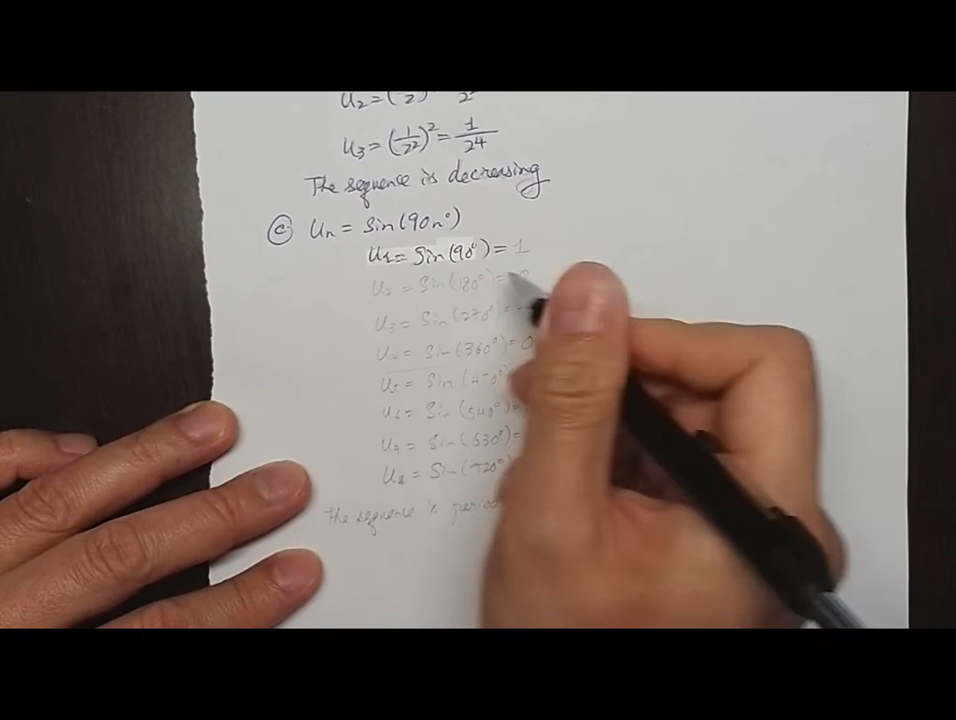 U₂ = (
U₃ = (1/2²)² = 1/2⁴
The sequence is decreasing
ⓒ Uₙ = Sin(90n°)
U₁ = Sin(90°) = 1
U₂ = Sin(180°) = 0
U₃ = Sin(270°) = -
U₄ = Sin(360°) = 0
U₅ = Sin(450°)
U₆ = Sin(540°) =
U₇ = Sin(630°) =
U₈ = Sin(720°)
The sequence is